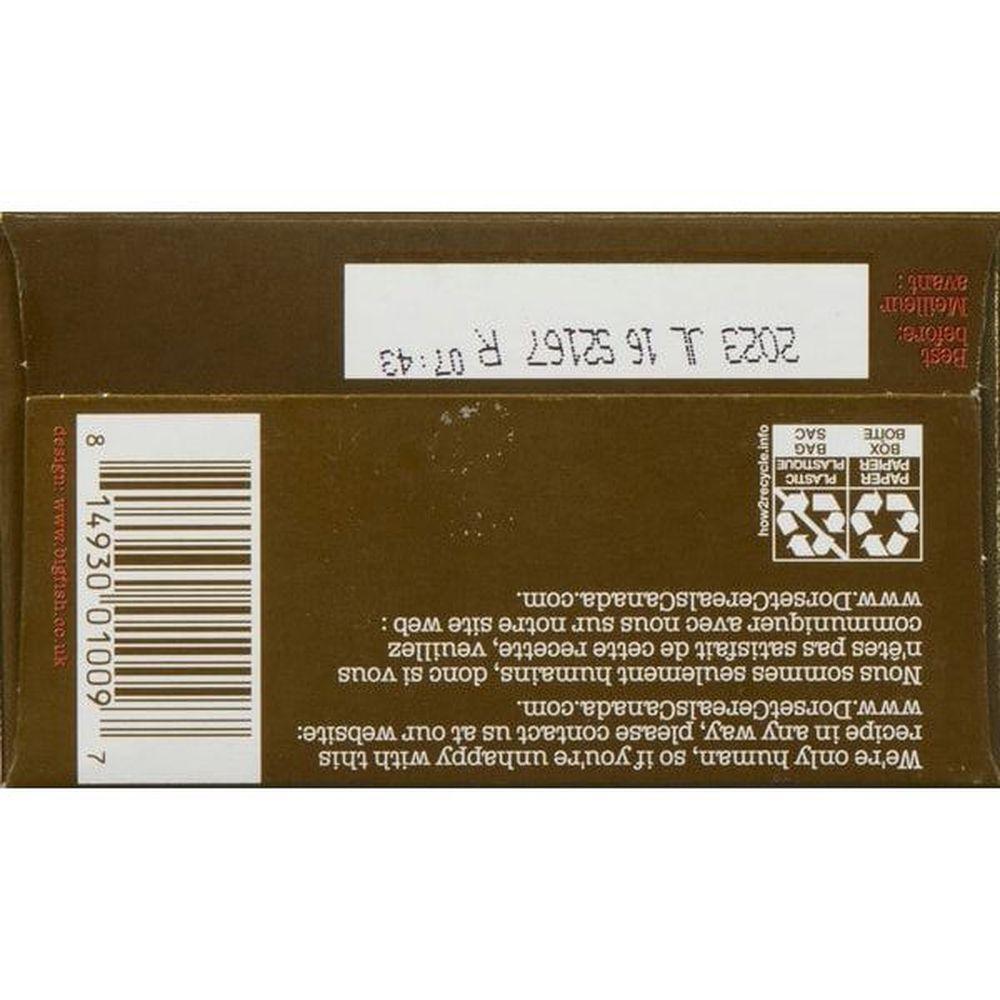 We're only human, so if you're unhappy with this
recipe in any way, please contact us at our website:
www.DorsetCerealsCanada.com.
Nous sommes seulement humains, donc si vous
n'êtes pas satisfait de cette recette, veuillez
communiquer avec nous sur notre site web :
www.DorsetCerealsCanada.com.
how2recycle.info
PAPER
PAPIER
BOX
BOÎTE
PLASTIC
PLASTIQUE
BAG
SAC
8 14930 01009 7
design: www.bigfish.co.uk
Best
before:
Meilleur
avant :
2023 JL 16 S2167 R 07:43